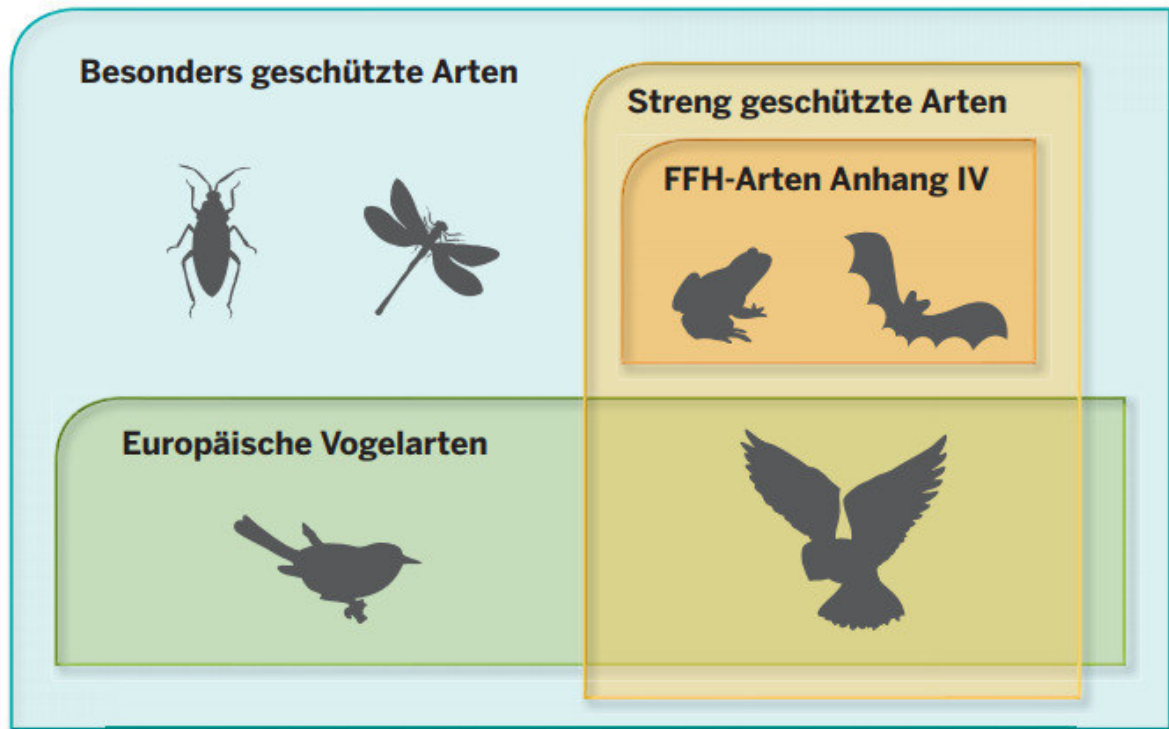 Besonders geschützte Arten
Streng geschützte Arten
FFH-Arten Anhang IV
Europäische Vogelarten